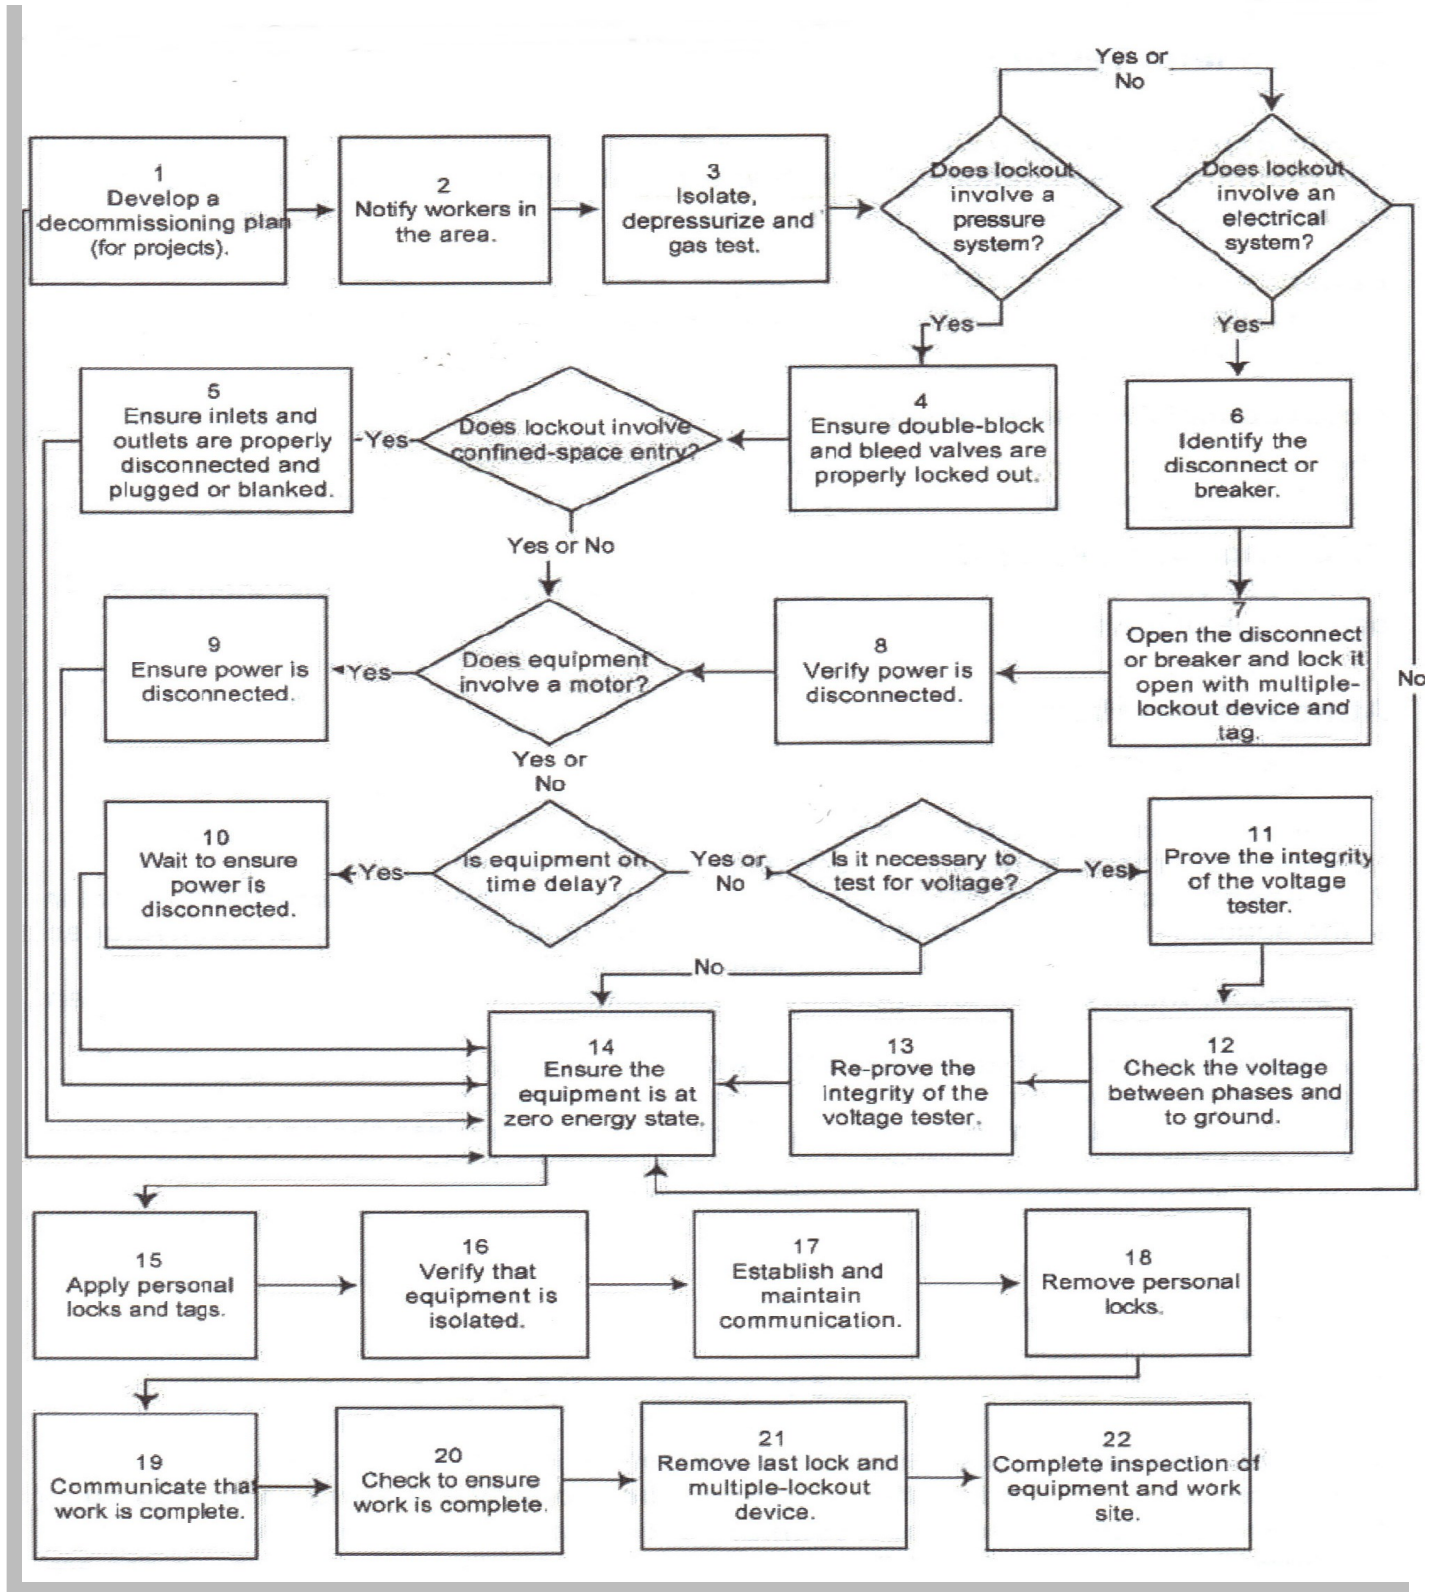 Yes or
No
1
Develop a
decommissioning plan
(for projects).
2
Notify workers in
the area.
3
Isolate,
depressurize and
gas test.
Does lockout
involve a
pressure
system?
Does lockout
involve an
electrical
system?
Yes
Yes
5
Ensure inlets and
outlets are properly
disconnected and
plugged or blanked.
Yes
Does lockout involve
confined-space entry?
4
Ensure double-block
and bleed valves are
properly locked out.
6
Identify the
disconnect or
breaker.
Yes or No
9
Ensure power is
disconnected.
Yes
Does equipment
involve a motor?
8
Verify power is
disconnected.
7
Open the disconnect
or breaker and lock it
open with multiple-
lockout device and
tag.
No
Yes or
No
10
Wait to ensure
power is
disconnected.
Yes
Is equipment on
time delay?
Yes or
No
Is it necessary to
test for voltage?
Yes
11
Prove the integrity
of the voltage
tester.
No
14
Ensure the
equipment is at
zero energy state.
13
Re-prove the
integrity of the
voltage tester.
12
Check the voltage
between phases and
to ground.
15
Apply personal
locks and tags.
16
Verify that
equipment is
isolated.
17
Establish and
maintain
communication.
18
Remove personal
locks.
19
Communicate that
work is complete.
20
Check to ensure
work is complete.
21
Remove last lock and
multiple-lockout
device.
22
Complete inspection of
equipment and work
site.